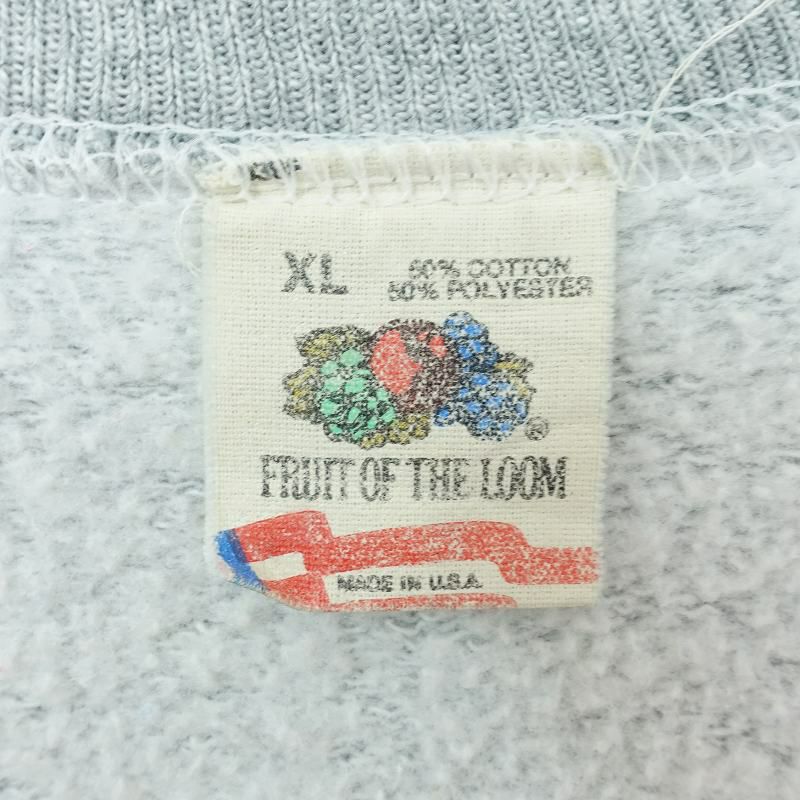 XL
50% COTTON
50% POLYESTER
®
FRUIT OF THE LOOM
MADE IN U.S.A.